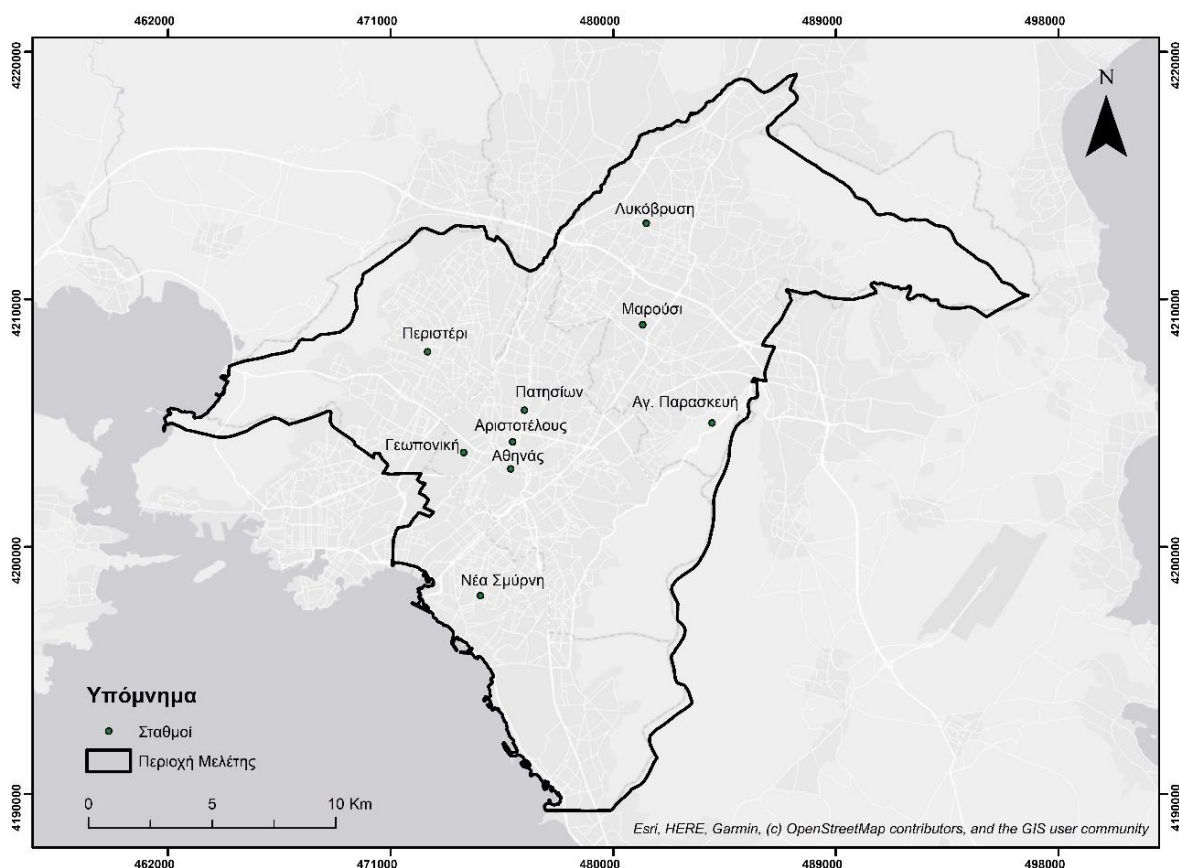 462000 471000 480000 489000 498000
4220000 4220000
N
Λυκόβρυση
4210000 4210000
Μαρούσι
Περιστέρι
Πατησίων
Αγ. Παρασκευή
Αριστοτέλους
Γεωπονική
Αθηνάς
4200000 4200000
Νέα Σμύρνη
Υπόμνημα
Σταθμοί
Περιοχή Μελέτης
0 5 10 Km
4190000 4190000
Esri, HERE, Garmin, (c) OpenStreetMap contributors, and the GIS user community
462000 471000 480000 489000 498000